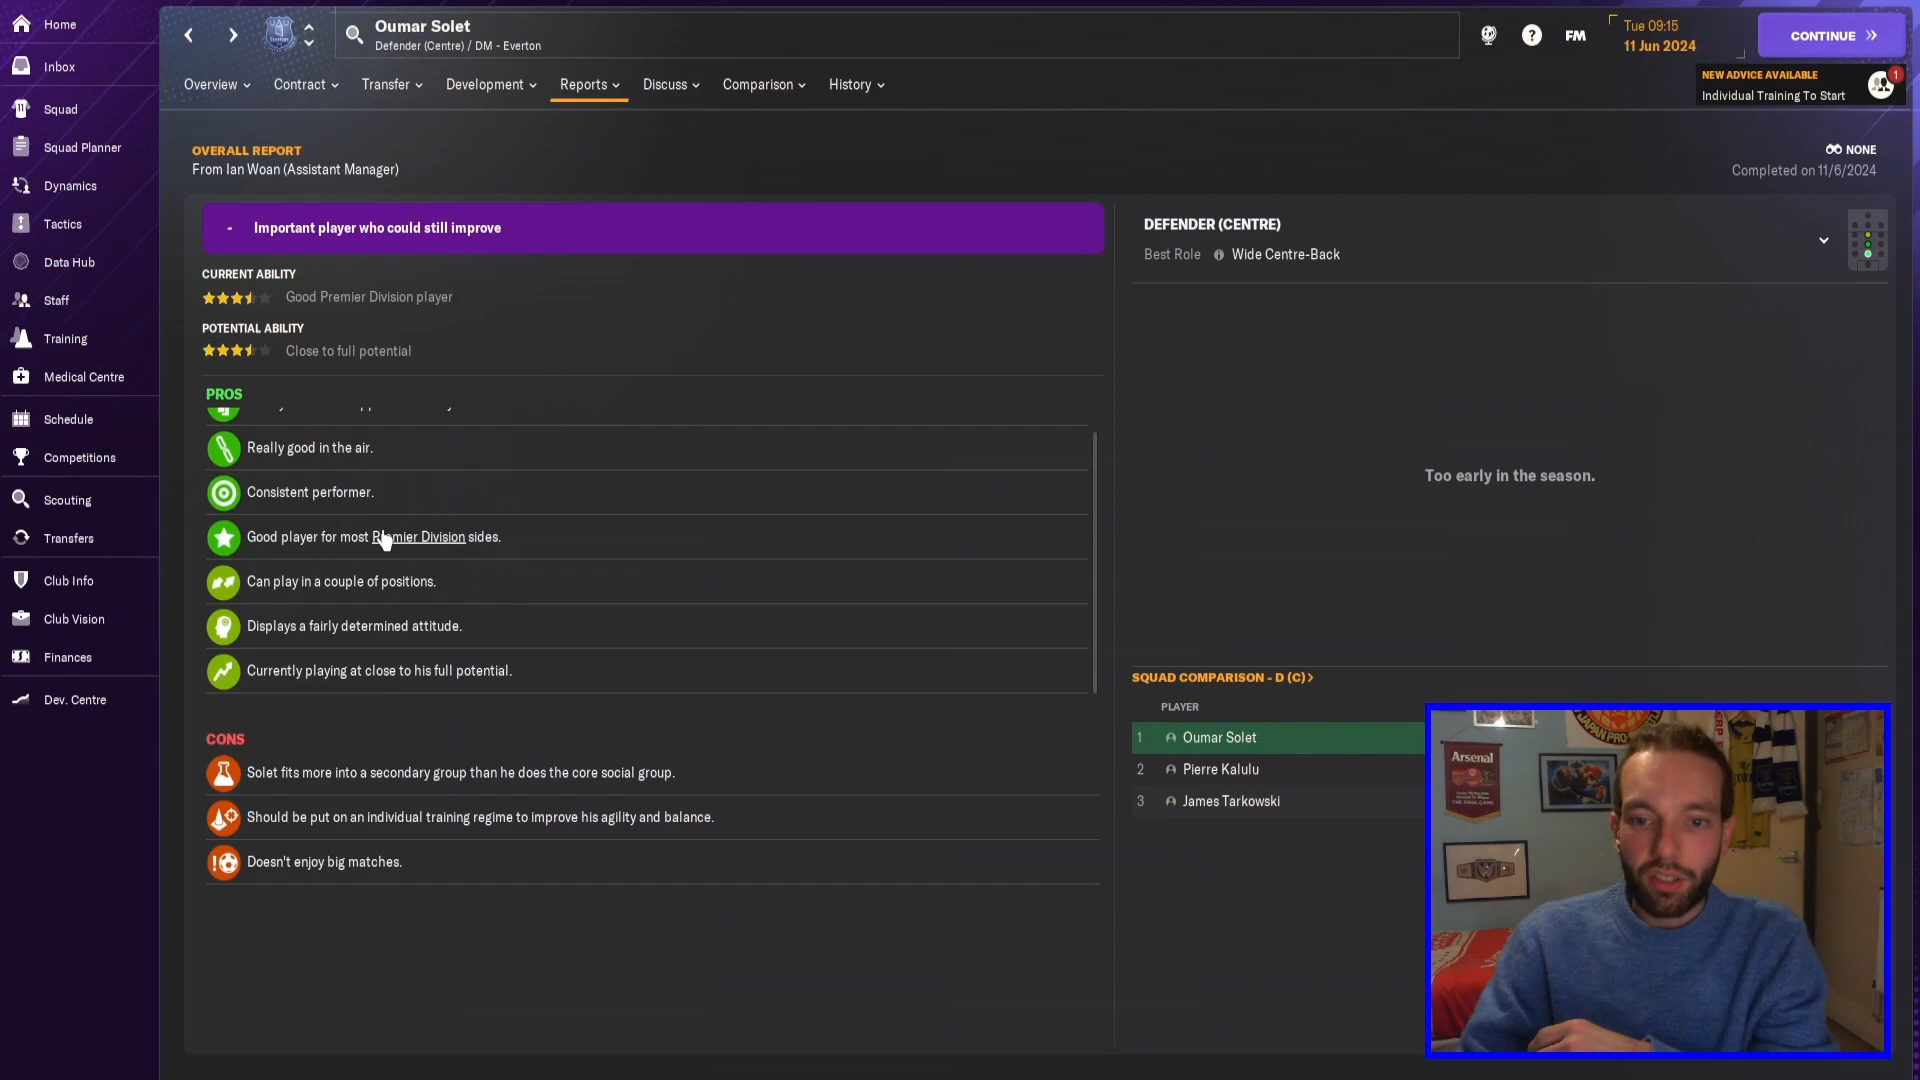 Home
Inbox
Squad
Squad Planner
Dynamics
Tactics
Data Hub
Staff
Training
Medical Centre
Schedule
Competitions
Scouting
Transfers
Club Info
Club Vision
Finances
Dev. Centre
Oumar Solet
Defender (Centre) / DM - Everton
?
FM
Tue 09:15
11 Jun 2024
CONTINUE
Overview
Contract
Transfer
Development
Reports
Discuss
Comparison
History
NEW ADVICE AVAILABLE
Individual Training To Start
1
OVERALL REPORT
From Ian Woan (Assistant Manager)
NONE
Completed on 11/6/2024
- Important player who could still improve
CURRENT ABILITY
Good Premier Division player
POTENTIAL ABILITY
Close to full potential
PROS
Really good in the air.
Consistent performer.
Good player for most Premier Division sides.
Can play in a couple of positions.
Displays a fairly determined attitude.
Currently playing at close to his full potential.
CONS
Solet fits more into a secondary group than he does the core social group.
Should be put on an individual training regime to improve his agility and balance.
Doesn't enjoy big matches.
DEFENDER (CENTRE)
Best Role Wide Centre-Back
Too early in the season.
SQUAD COMPARISON - D (C)
PLAYER
1 Oumar Solet
2 Pierre Kalulu
3 James Tarkowski
Arsenal
THE FINAL GAME
JAPAN PRO